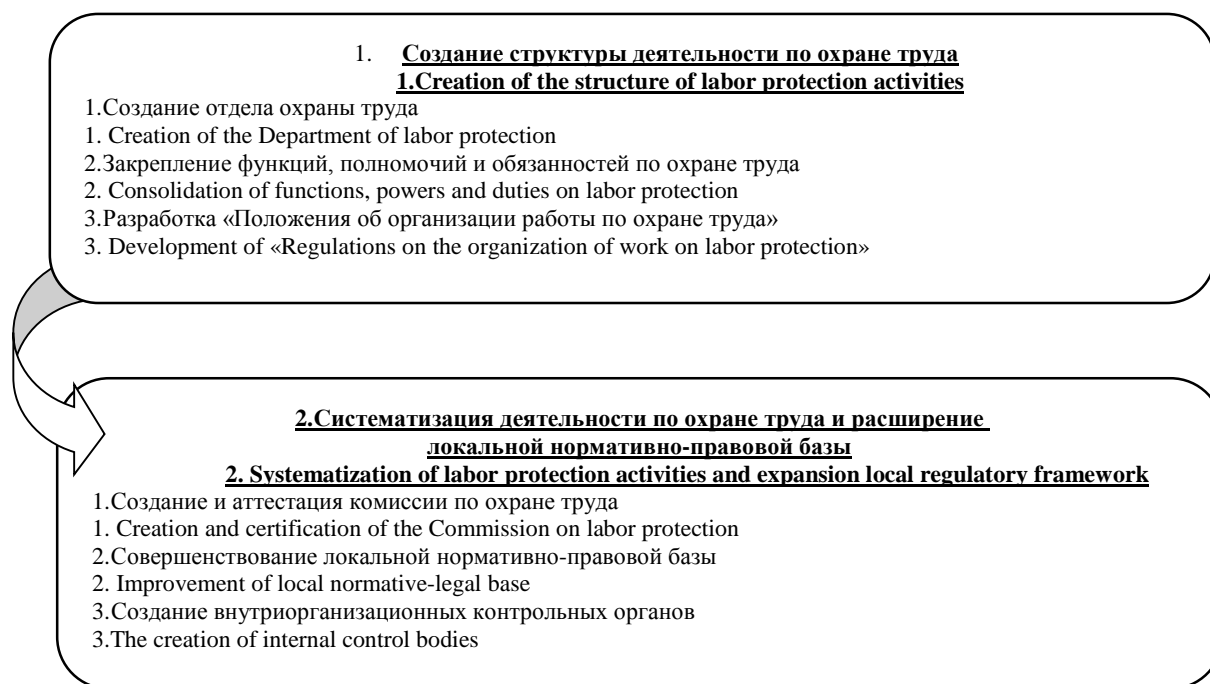 1. Создание структуры деятельности по охране труда
1.Creation of the structure of labor protection activities
1.Создание отдела охраны труда
1. Creation of the Department of labor protection
2.Закрепление функций, полномочий и обязанностей по охране труда
2. Consolidation of functions, powers and duties on labor protection
3.Разработка «Положения об организации работы по охране труда»
3. Development of «Regulations on the organization of work on labor protection»
2.Систематизация деятельности по охране труда и расширение
локальной нормативно-правовой базы
2. Systematization of labor protection activities and expansion local regulatory framework
1.Создание и аттестация комиссии по охране труда
1. Creation and certification of the Commission on labor protection
2.Совершенствование локальной нормативно-правовой базы
2. Improvement of local normative-legal base
3.Создание внутриорганизационных контрольных органов
3.The creation of internal control bodies